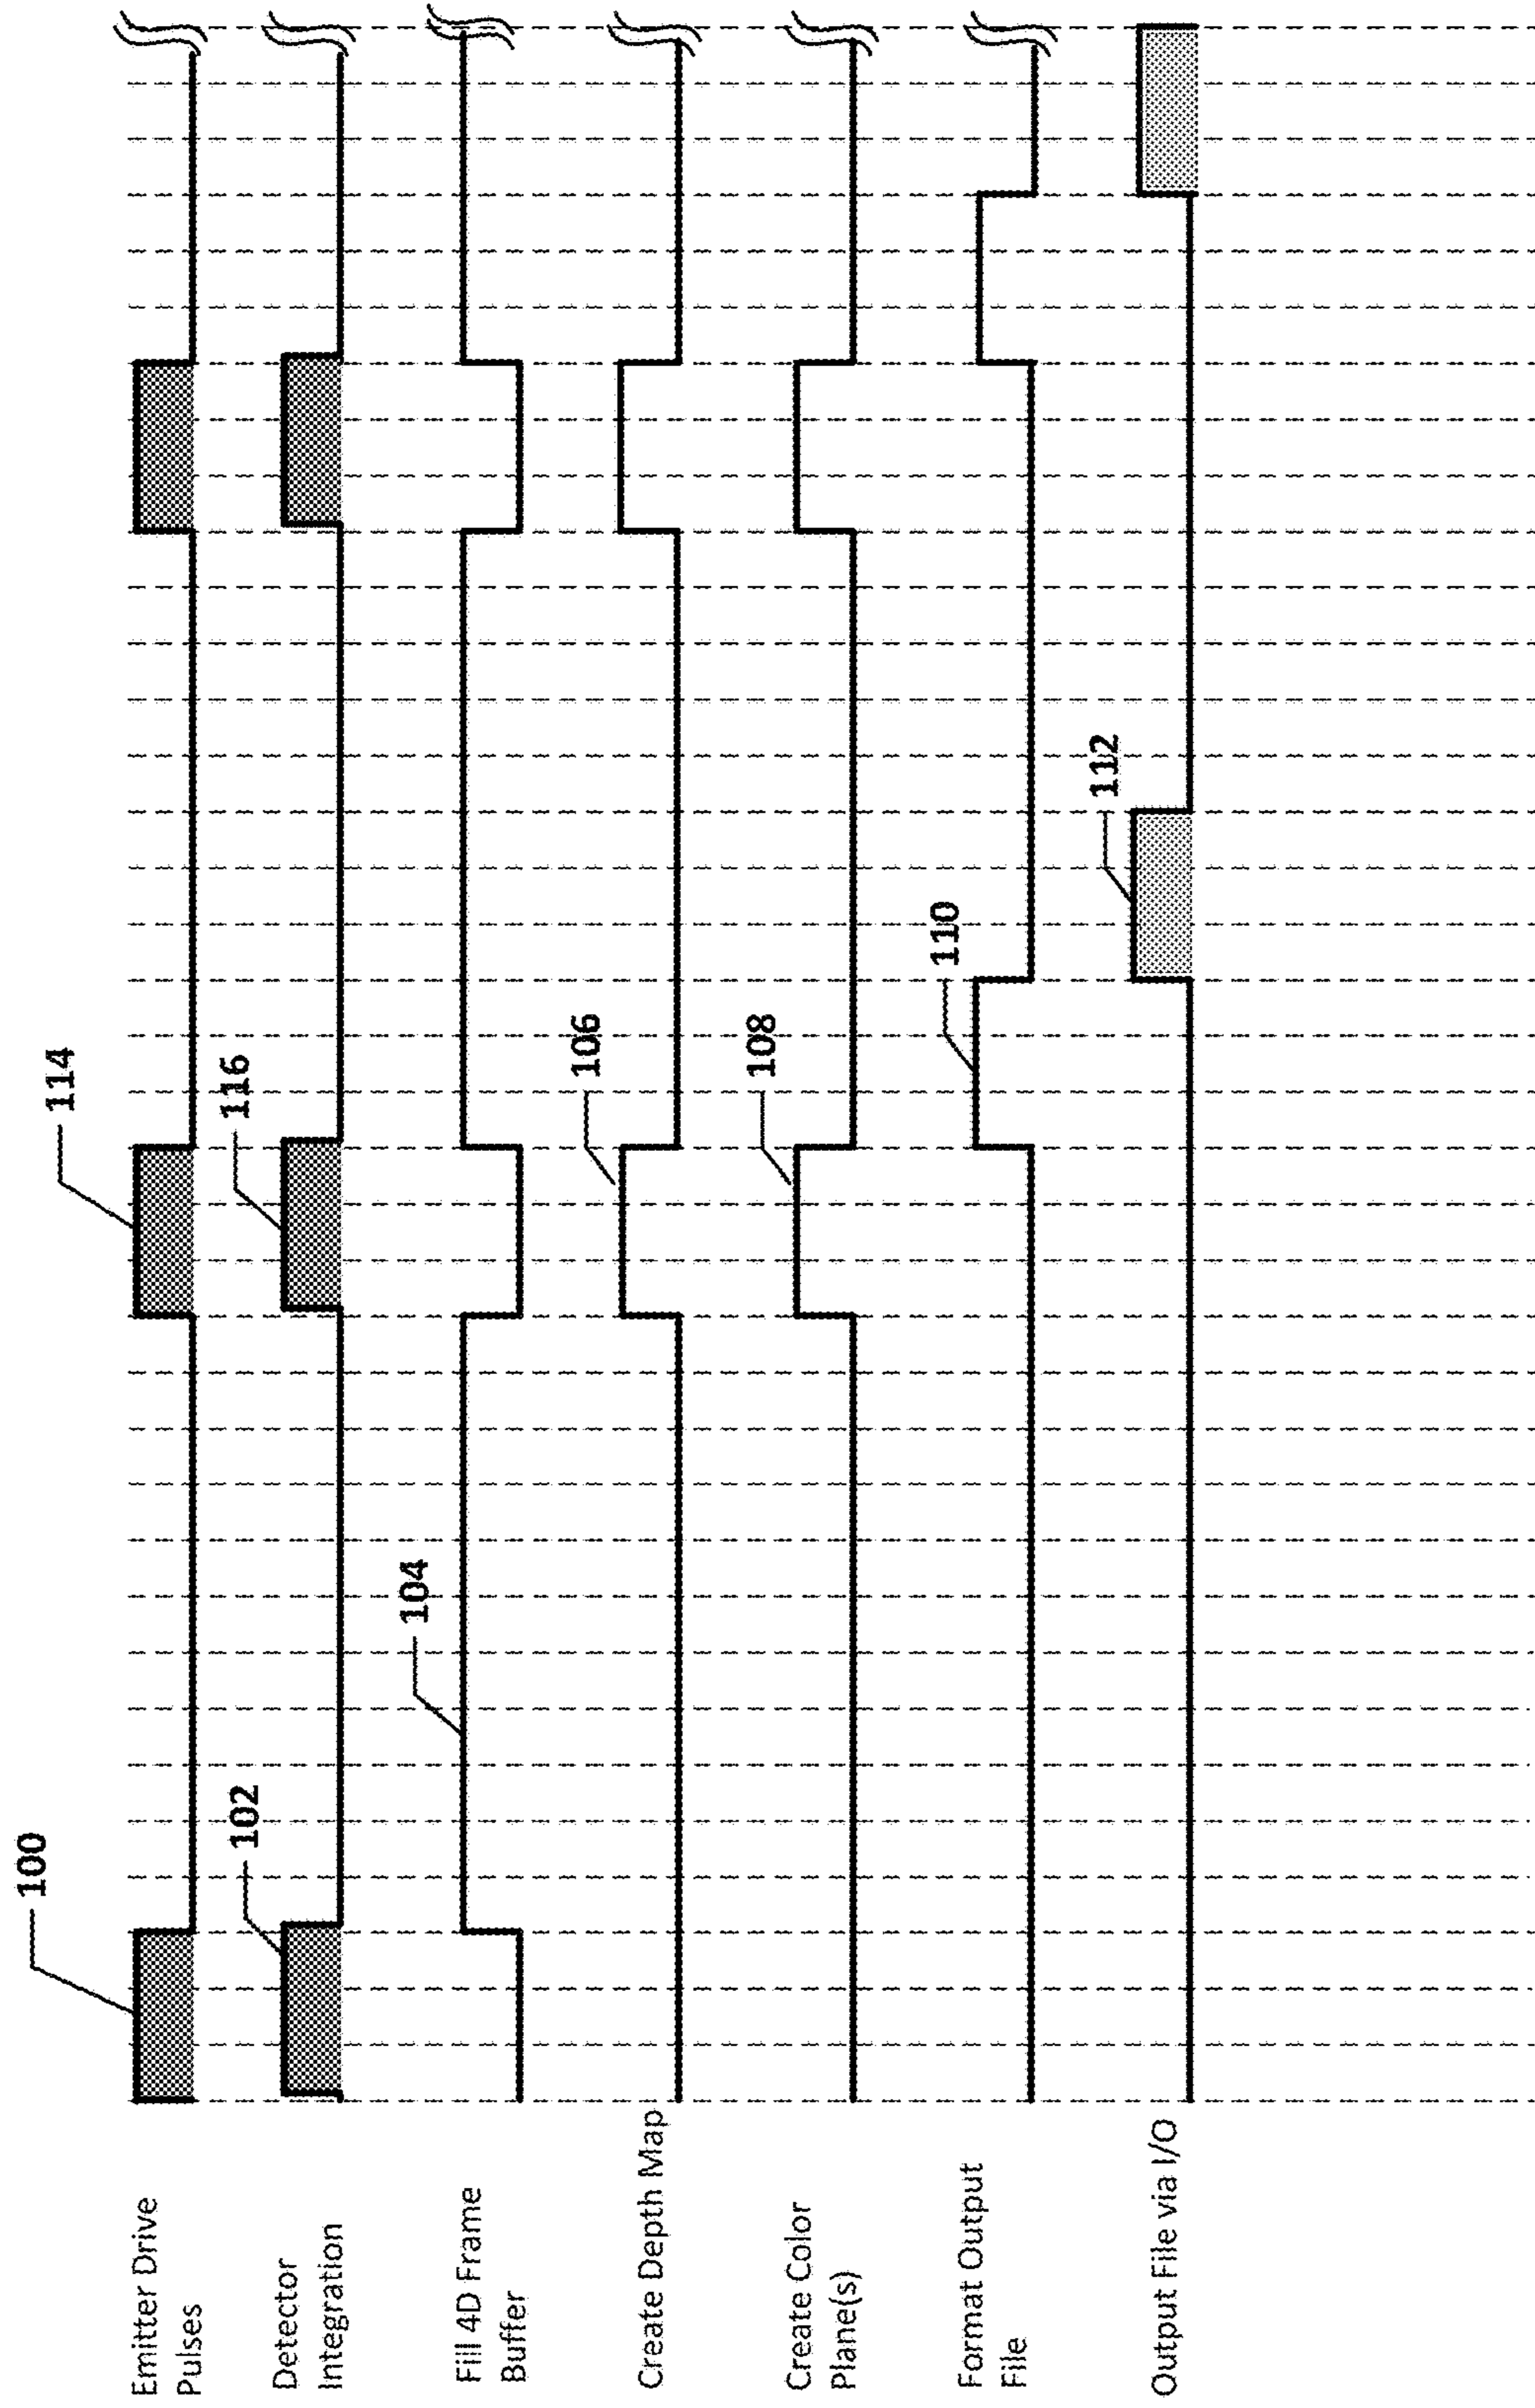 100
114
Emitter Drive
Pulses
102
116
Detector
Integration
104
Fill 4D Frame
Buffer
106
Create Depth Map
108
Create Color
Plane(s)
110
Format Output
File
112
Output File via I/O